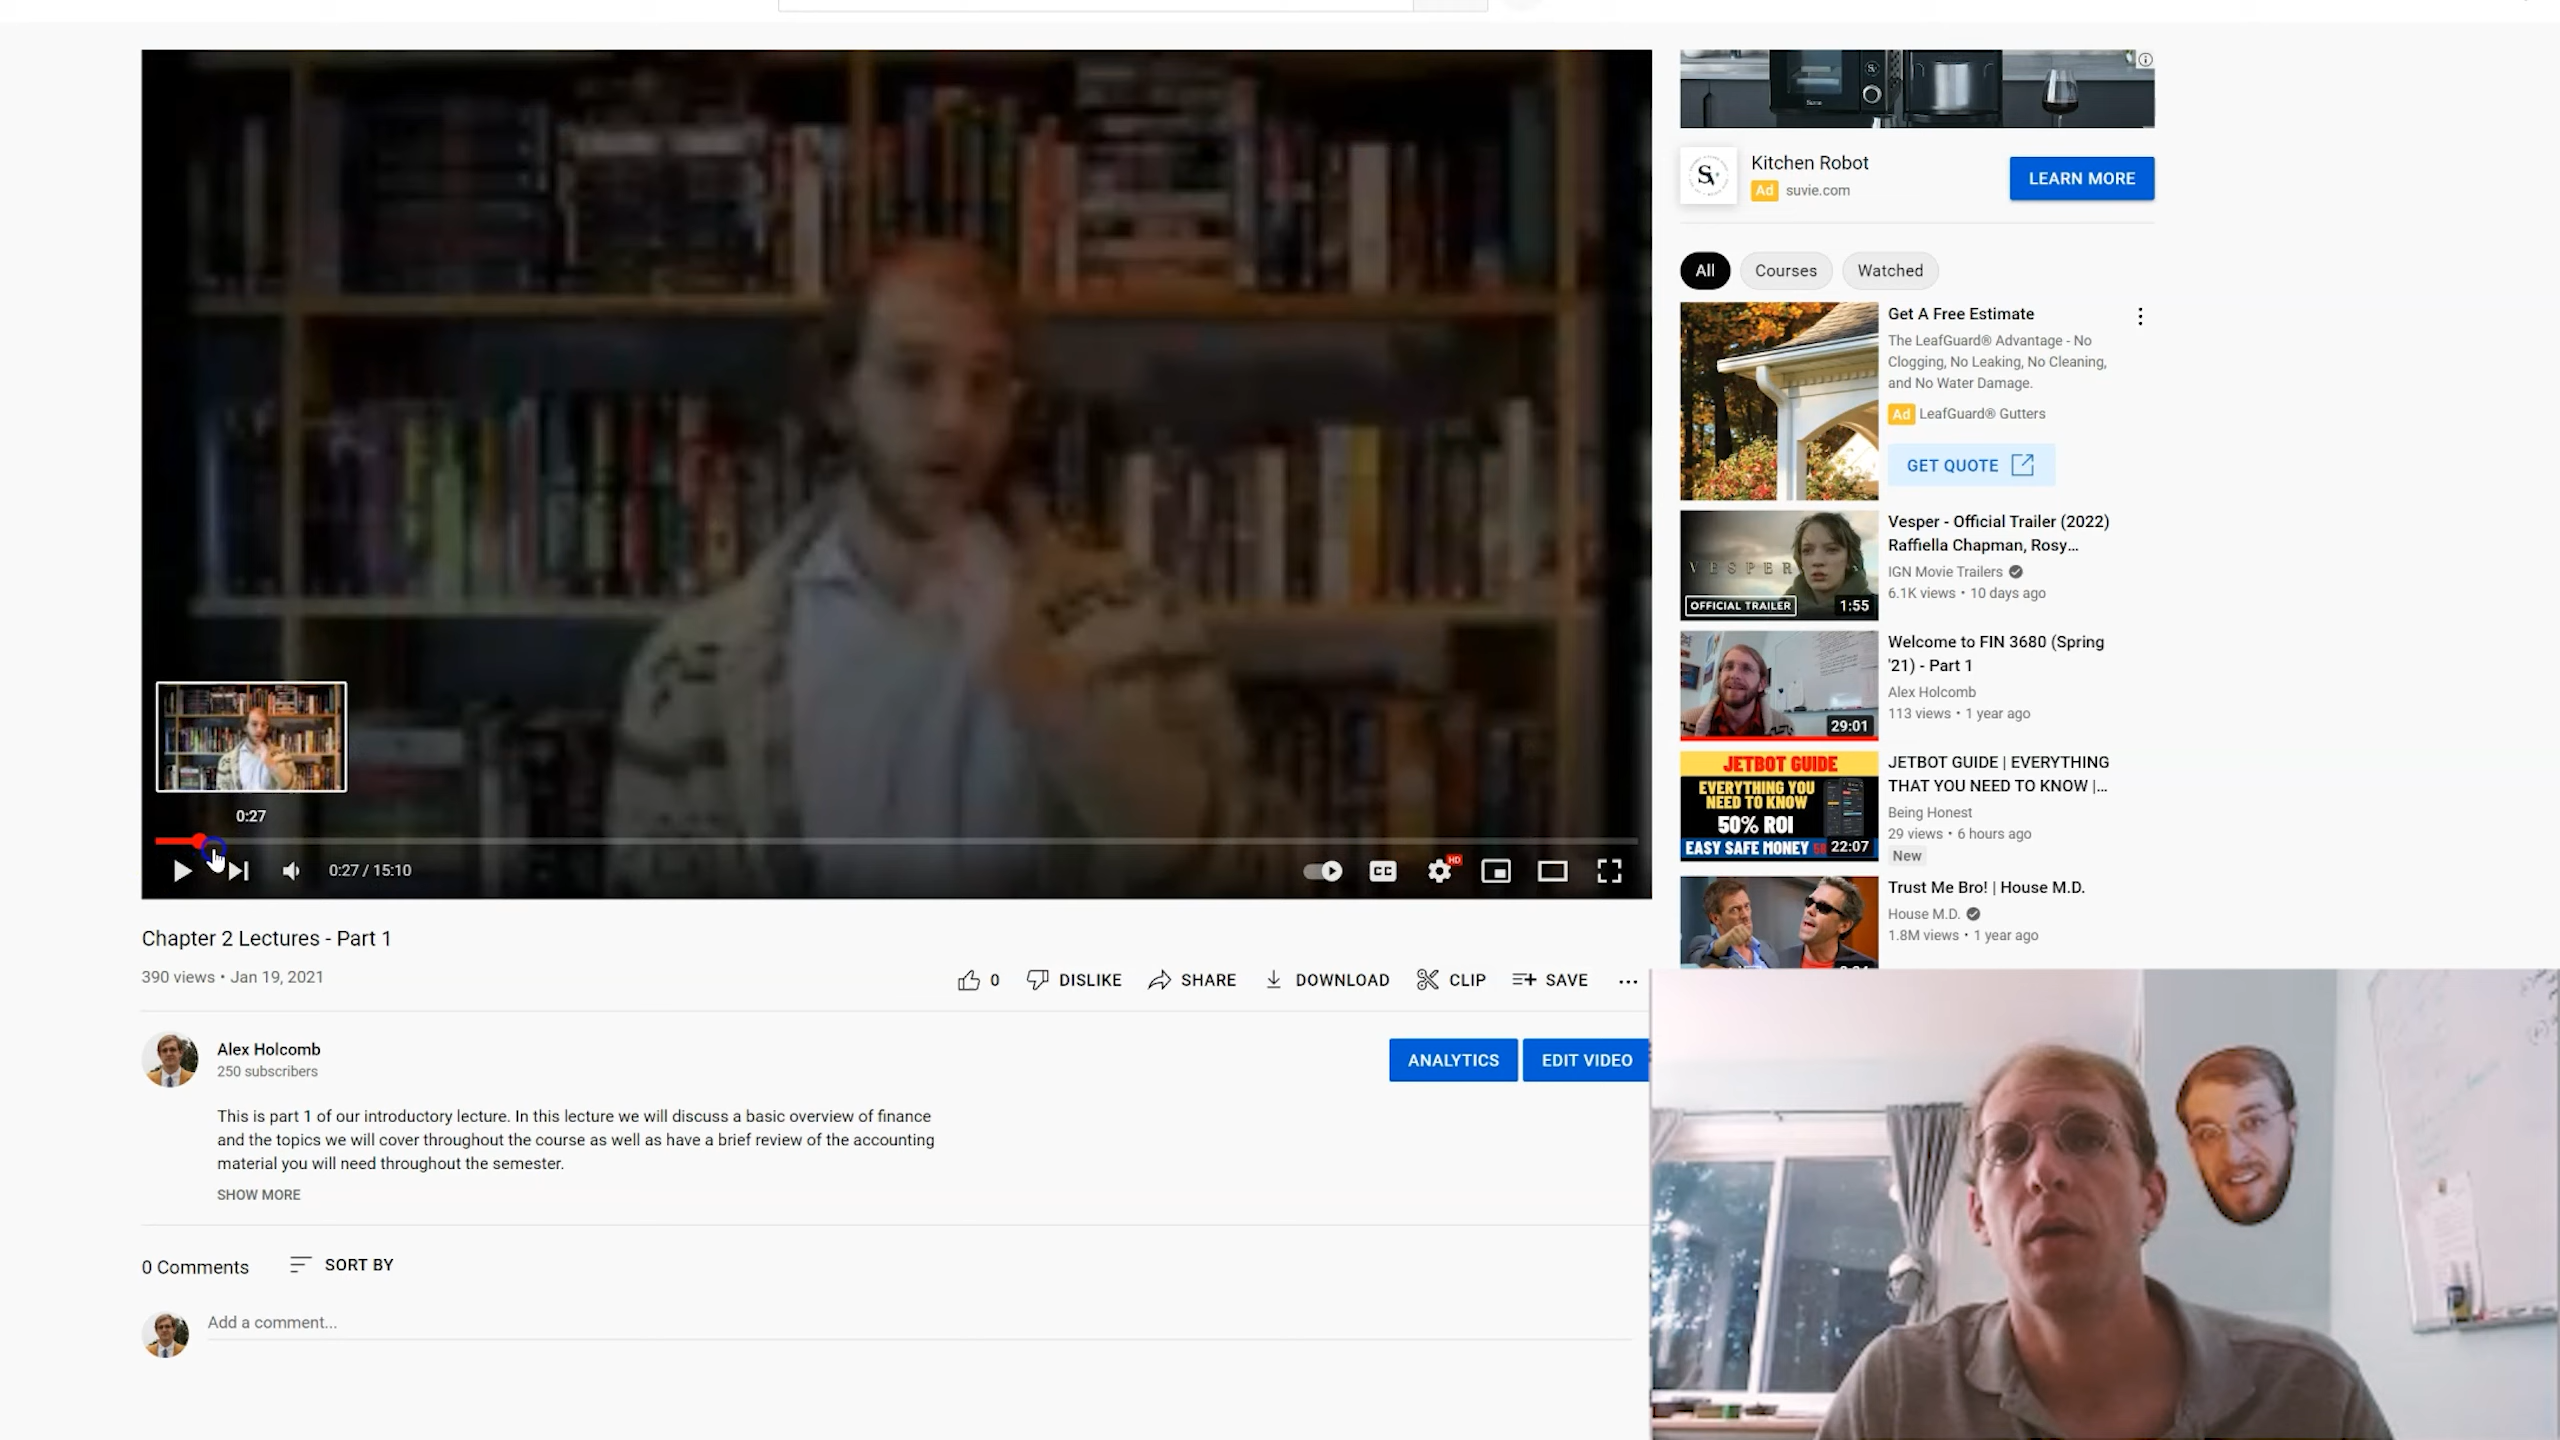 0:27
0:27 / 15:10
CC
HD
Chapter 2 Lectures - Part 1
390 views • Jan 19, 2021
0
DISLIKE
SHARE
DOWNLOAD
CLIP
SAVE
Alex Holcomb
250 subscribers
ANALYTICS
EDIT VIDEO
This is part 1 of our introductory lecture. In this lecture we will discuss a basic overview of finance
and the topics we will cover throughout the course as well as have a brief review of the accounting
material you will need throughout the semester.
SHOW MORE
0 Comments
SORT BY
Add a comment...
Kitchen Robot
Ad suvie.com
LEARN MORE
All
Courses
Watched
Get A Free Estimate
The LeafGuard® Advantage - No
Clogging, No Leaking, No Cleaning,
and No Water Damage.
Ad LeafGuard® Gutters
GET QUOTE
VESPER
OFFICIAL TRAILER
1:55
Vesper - Official Trailer (2022)
Raffiella Chapman, Rosy...
IGN Movie Trailers
6.1K views • 10 days ago
29:01
Welcome to FIN 3680 (Spring
'21) - Part 1
Alex Holcomb
113 views • 1 year ago
JETBOT GUIDE
EVERYTHING YOU
NEED TO KNOW
50% ROI
EASY SAFE MONEY
22:07
JETBOT GUIDE | EVERYTHING
THAT YOU NEED TO KNOW |...
Being Honest
29 views • 6 hours ago
New
Trust Me Bro! | House M.D.
House M.D.
1.8M views • 1 year ago